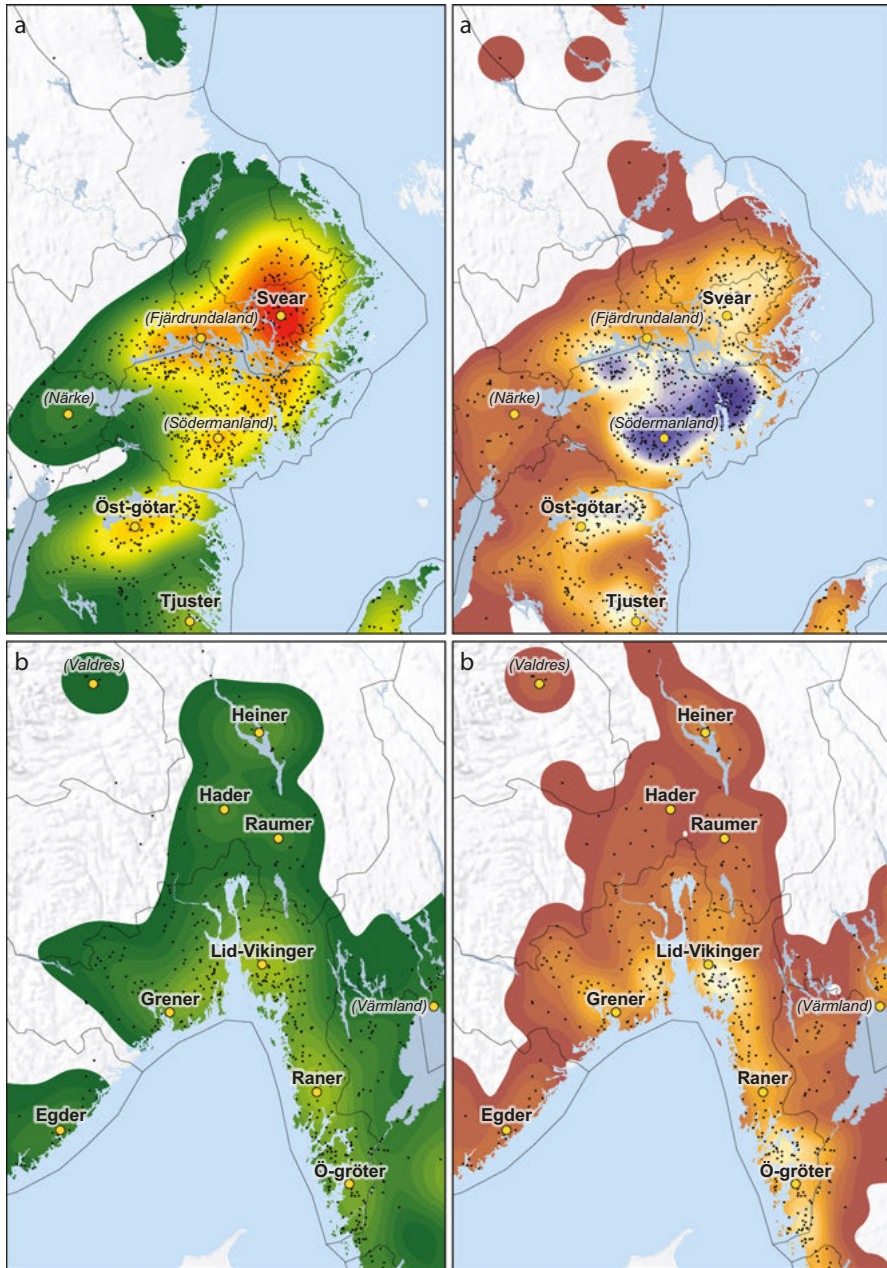 a
Svear
(Fjärdrundaland)
(Närke)
(Södermanland)
Öst-götar
Tjuster
a
Svear
(Fjärdrundaland)
(Närke)
(Södermanland)
Öst-götar
Tjuster
b
(Valdres)
Heiner
Hader
Raumer
Lid-Vikinger
Grener
(Värmland)
Raner
Egder
Ö-gröter
b
(Valdres)
Heiner
Hader
Raumer
Lid-Vikinger
Grener
(Värmland)
Raner
Egder
Ö-gröter